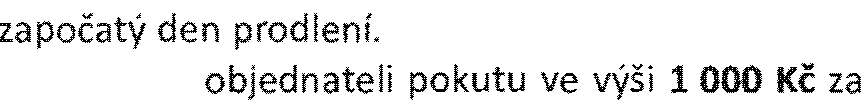 započatý den prodlení.
objednateli pokutu ve výši 1 000 Kč za